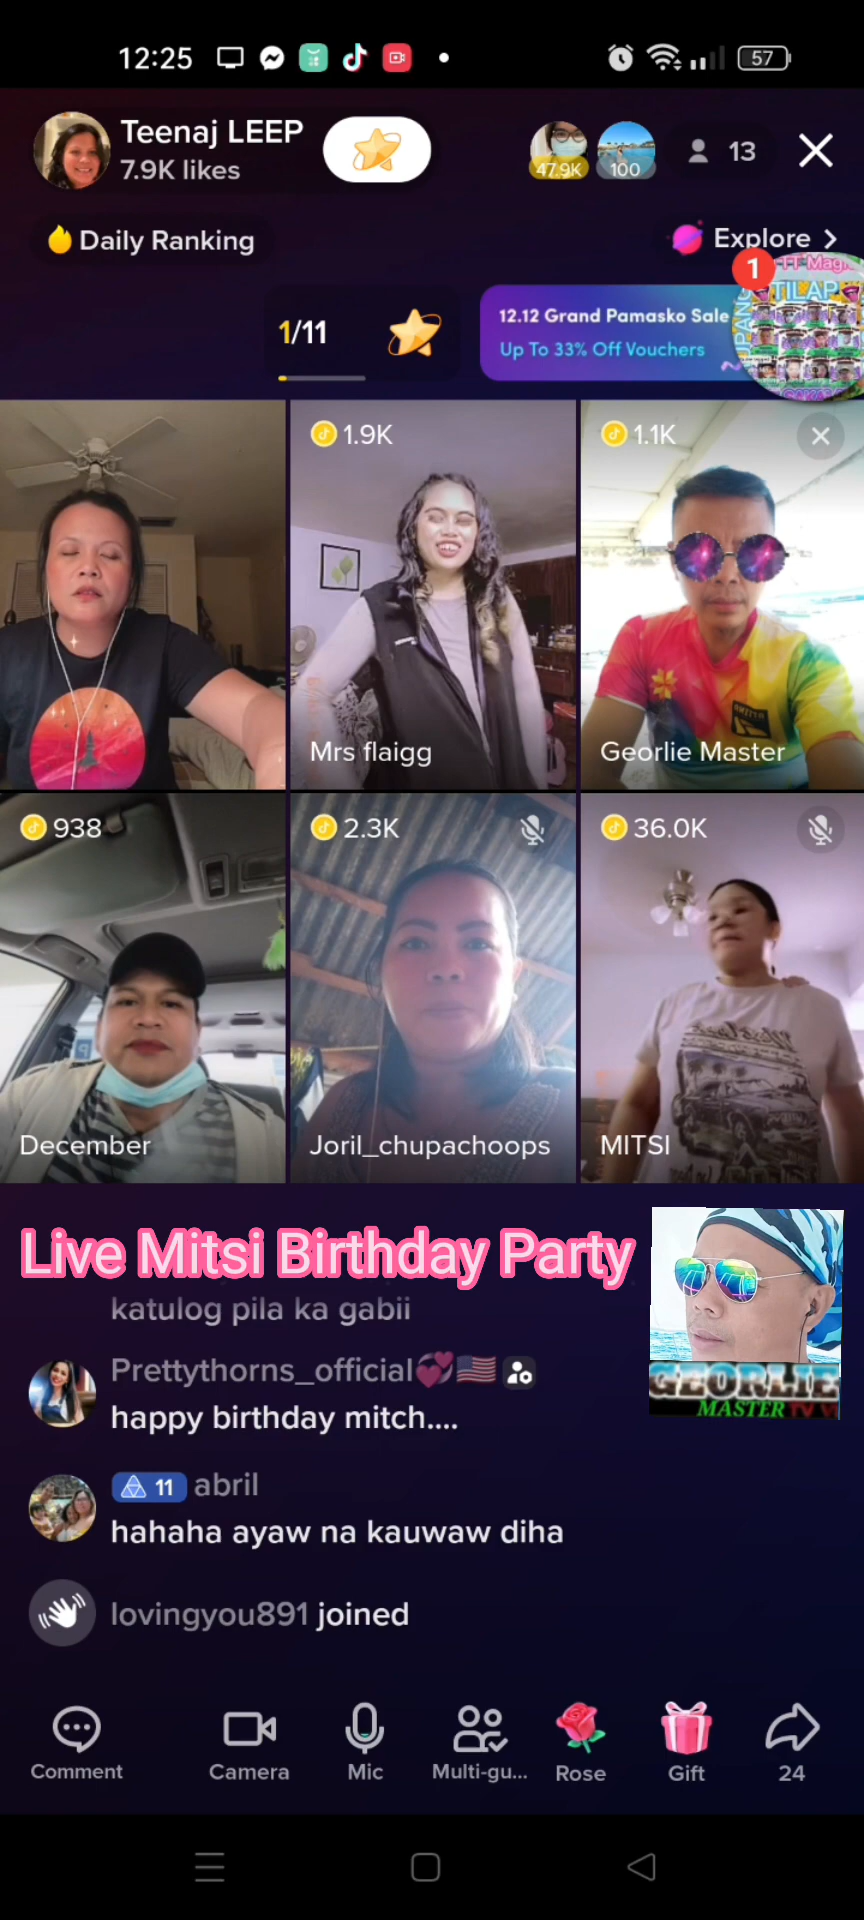 12:25
57
Teenaj LEEP
7.9K likes
47.9K
100
13
Daily Ranking
Explore
1
1/11
12.12 Grand Pamasko Sale
Up To 33% Off Vouchers
TILAP
1.9K
1.1K
Mrs flaigg
Georlie Master
938
2.3K
36.0K
December
Joril_chupachoops
MITSI
Live Mitsi Birthday Party
katulog pila ka gabii
Prettythorns_official
happy birthday mitch....
11 abril
hahaha ayaw na kauwaw diha
lovingyou891 joined
GEORLIE
MASTER TV
Comment
Camera
Mic
Multi-gu...
Rose
Gift
24